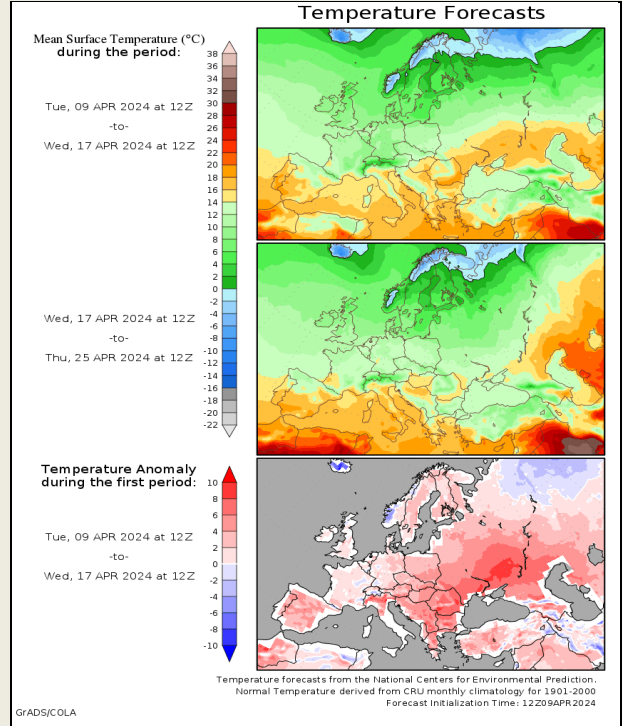 Temperature Forecasts
Mean Surface Temperature (°C)
during the period:
Tue, 09 APR 2024 at 12Z
-to-
Wed, 17 APR 2024 at 12Z
38
36
34
32
30
28
26
24
22
20
18
16
14
12
10
8
6
4
2
0
-2
-4
-6
-8
-10
-12
-14
-16
-18
-20
-22
Wed, 17 APR 2024 at 12Z
-to-
Thu, 25 APR 2024 at 12Z
Temperature Anomaly
during the first period:
Tue, 09 APR 2024 at 12Z
-to-
Wed, 17 APR 2024 at 12Z
10
8
6
4
2
0
-2
-4
-6
-8
-10
Temperature forecasts from the National Centers for Environmental Prediction.
Normal Temperature derived from CRU monthly climatology for 1901-2000
Forecast Initialization Time: 12Z09APR2024
GrADS/COLA